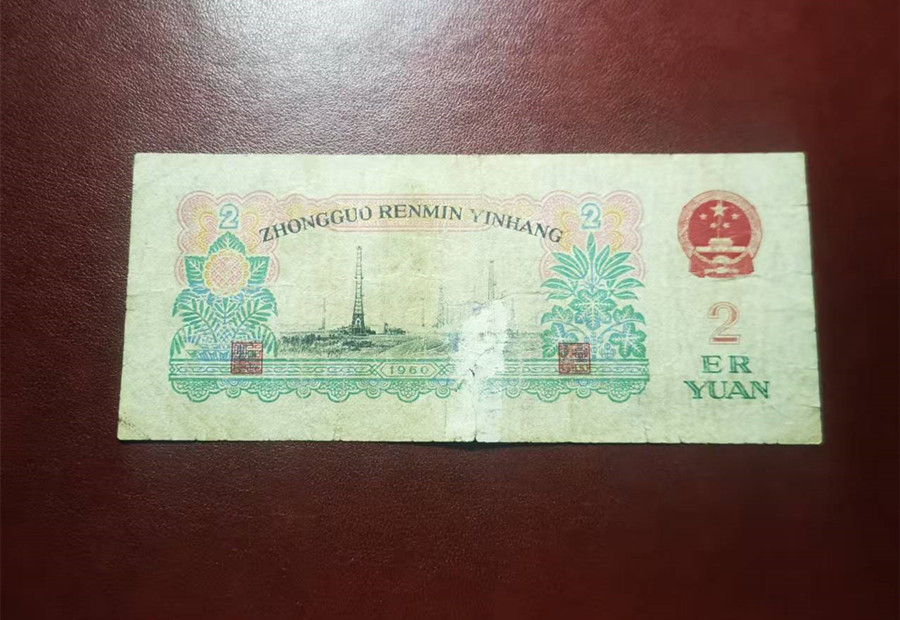 2
ZHONGGUO RENMIN YINHANG
2
1960
2
ER
YUAN